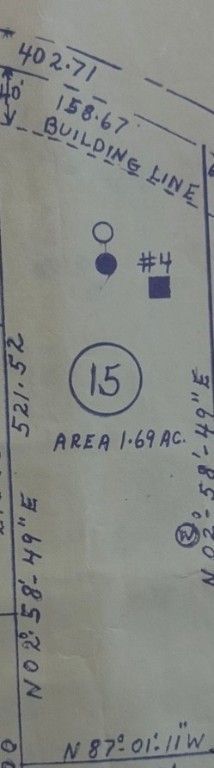 402.71
158.67
BUILDING LINE
#4
15
AREA 1.69 AC.
521.52
N 02°-58'-49" E
N 02°-58'-49" E
N 87°-01'-11" W